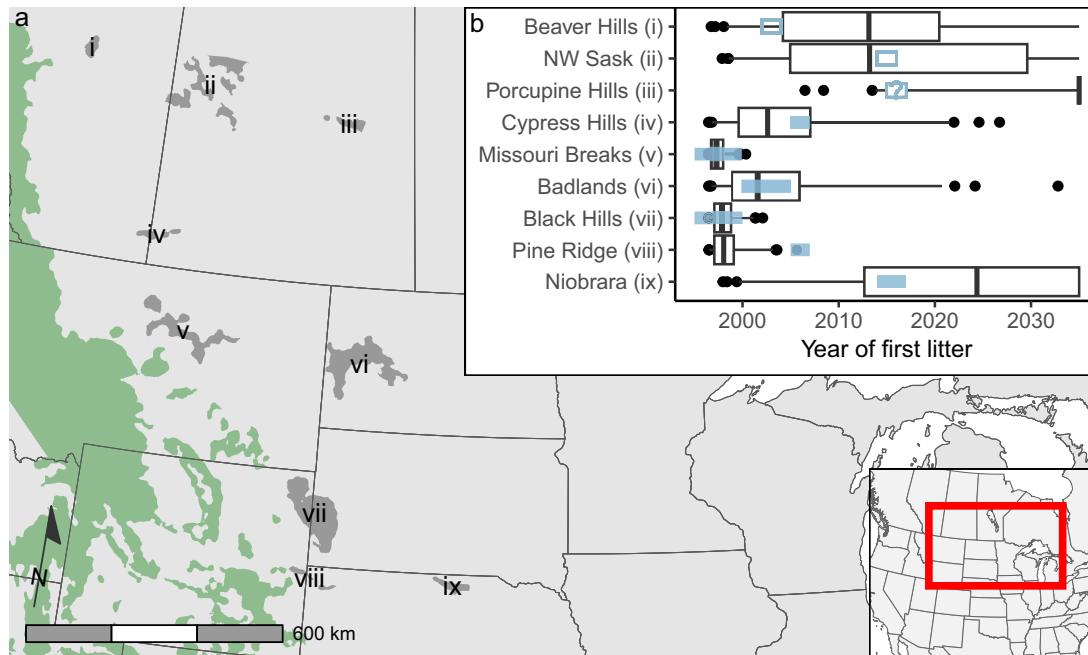 a
i
ii
iii
iv
v
vi
vii
viii
ix
N
600 km
b
Beaver Hills (i)
NW Sask (ii)
Porcupine Hills (iii)
?
Cypress Hills (iv)
Missouri Breaks (v)
Badlands (vi)
Black Hills (vii)
Pine Ridge (viii)
Niobrara (ix)
2000 2010 2020 2030
Year of first litter